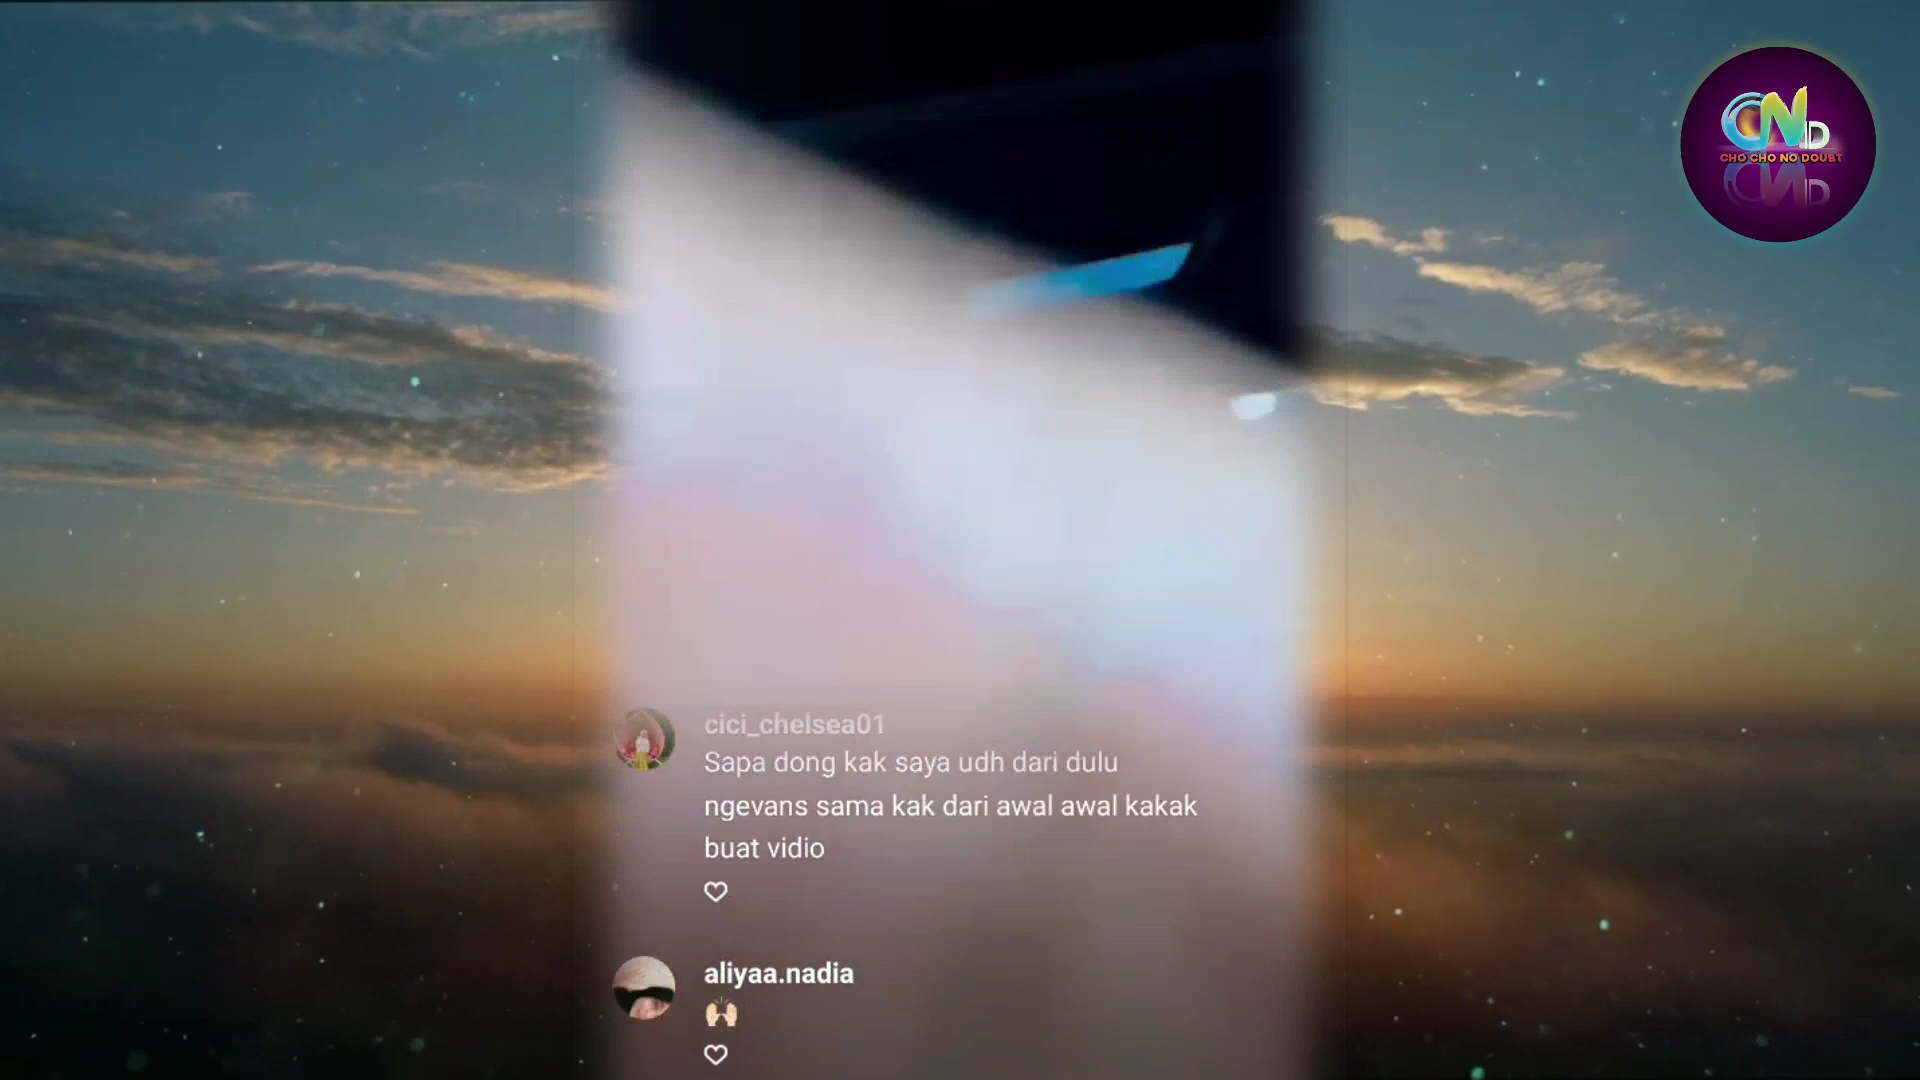 CND
CHO CHO NO DOUBT
cici_chelsea01
Sapa dong kak saya udh dari dulu
ngevans sama kak dari awal awal kakak
buat vidio
aliyaa.nadia
🙌🏻